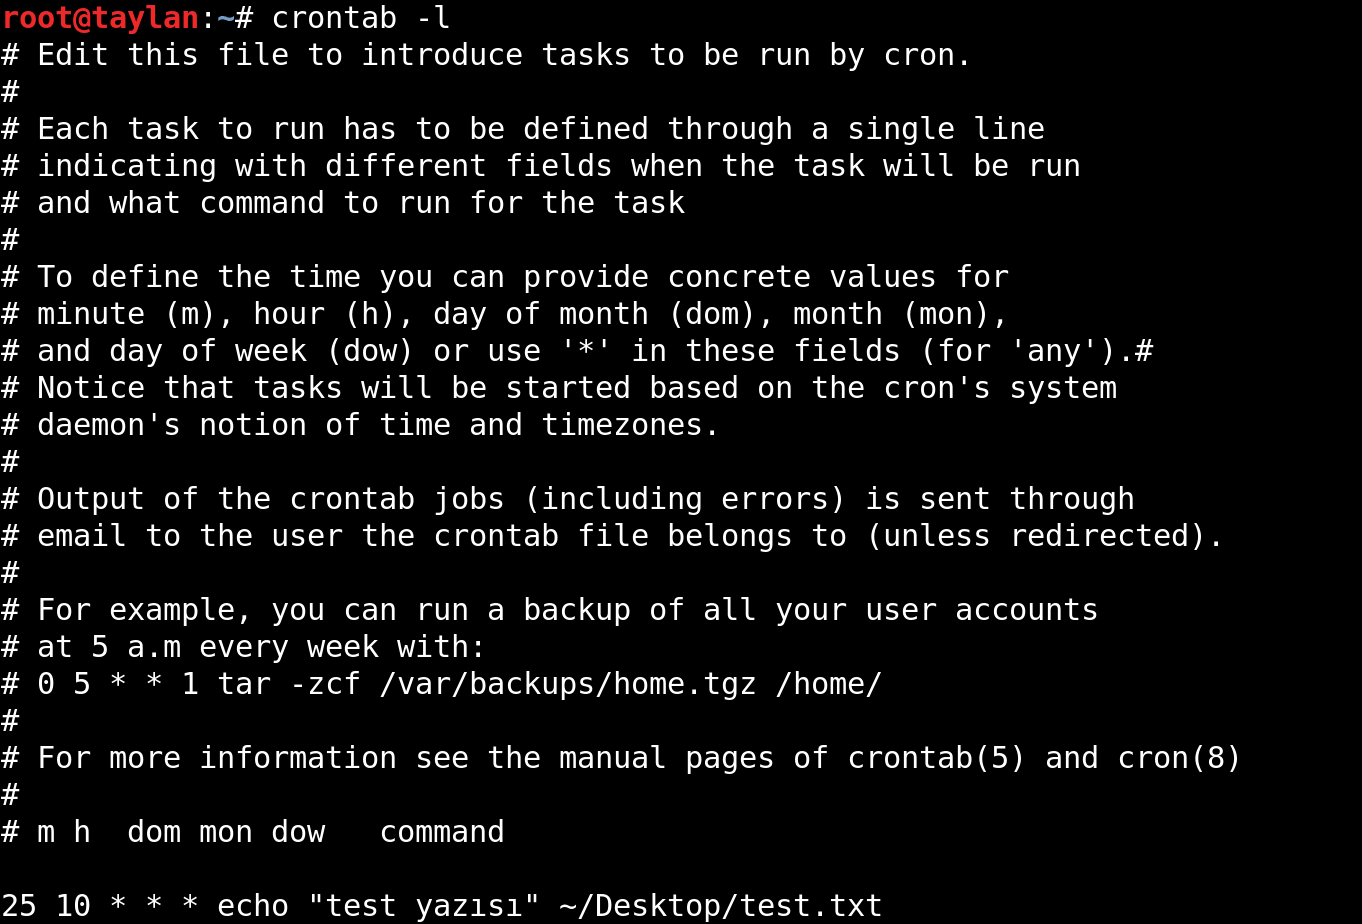 root@taylan:~# crontab -l
# Edit this file to introduce tasks to be run by cron.
#
# Each task to run has to be defined through a single line
# indicating with different fields when the task will be run
# and what command to run for the task
#
# To define the time you can provide concrete values for
# minute (m), hour (h), day of month (dom), month (mon),
# and day of week (dow) or use '*' in these fields (for 'any').#
# Notice that tasks will be started based on the cron's system
# daemon's notion of time and timezones.
#
# Output of the crontab jobs (including errors) is sent through
# email to the user the crontab file belongs to (unless redirected).
#
# For example, you can run a backup of all your user accounts
# at 5 a.m every week with:
# 0 5 * * 1 tar -zcf /var/backups/home.tgz /home/
#
# For more information see the manual pages of crontab(5) and cron(8)
#
# m h  dom mon dow   command

25 10 * * * echo "test yazısı" ~/Desktop/test.txt